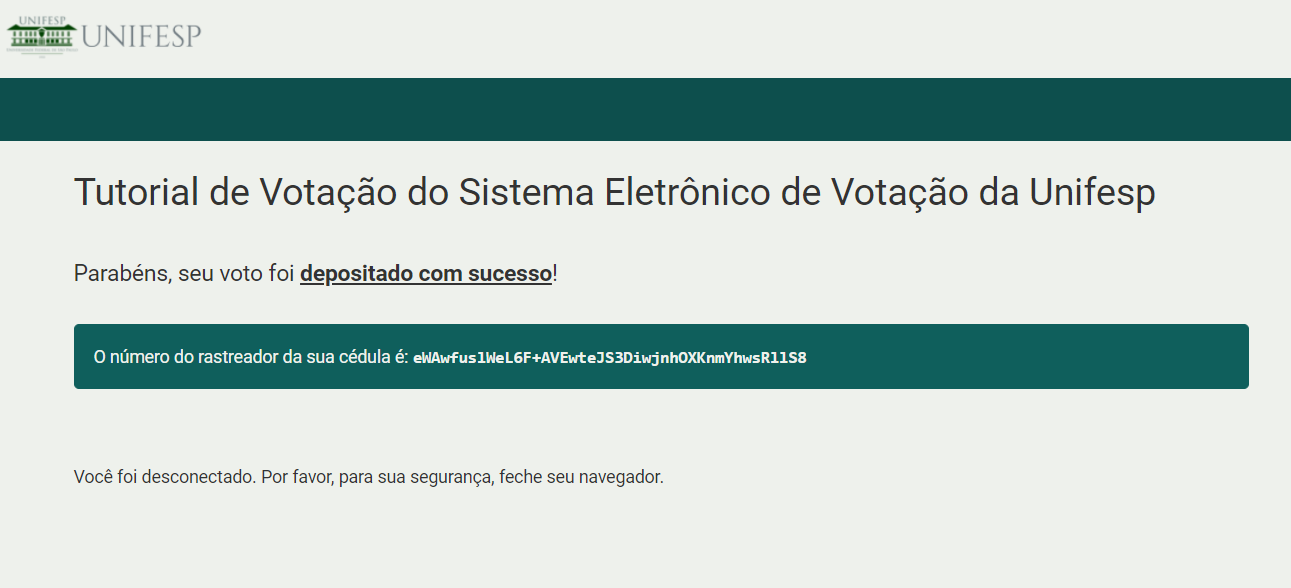 UNIFESP
UNIFESP
Tutorial de Votação do Sistema Eletrônico de Votação da Unifesp
Parabéns, seu voto foi depositado com sucesso!
O número do rastreador da sua cédula é: eWAwfus1WeL6F+AVEwteJS3DiwjnhOXKnmYhwsR11S8
Você foi desconectado. Por favor, para sua segurança, feche seu navegador.